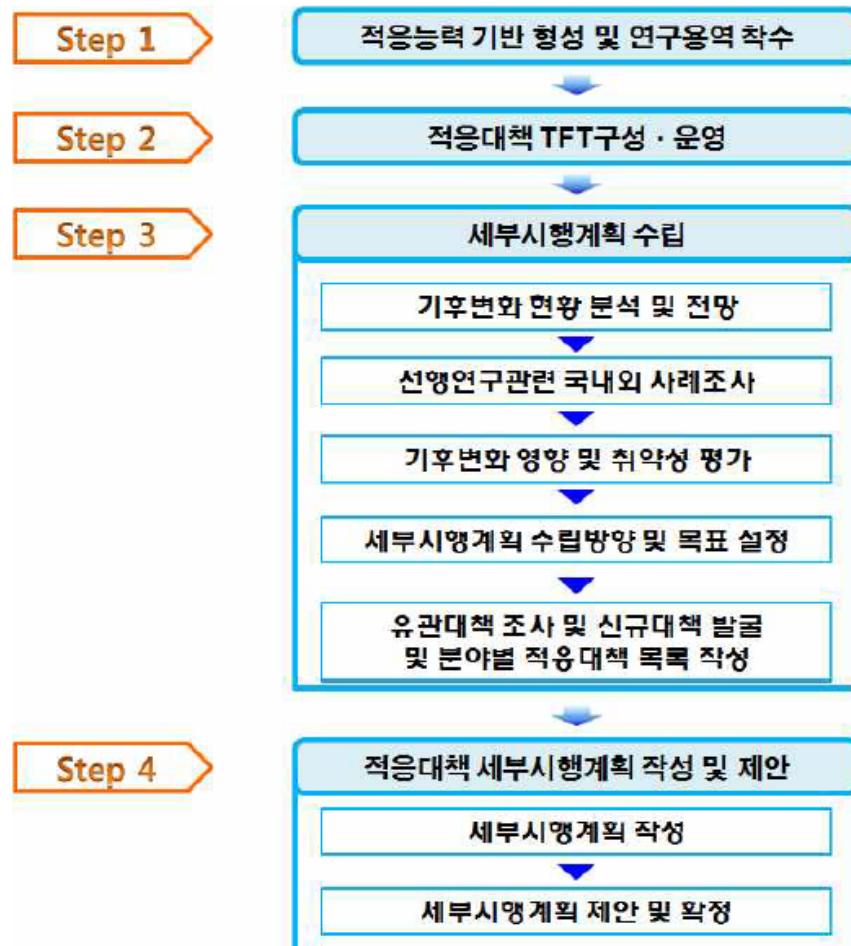 Step 1
적응능력 기반 형성 및 연구용역 착수
Step 2
적응대책 TFT구성 · 운영
Step 3
세부시행계획 수립
기후변화 현황 분석 및 전망
선행연구관련 국내외 사례조사
기후변화 영향 및 취약성 평가
세부시행계획 수립방향 및 목표 설정
유관대책 조사 및 신규대책 발굴
및 분야별 적응대책 목록 작성
Step 4
적응대책 세부시행계획 작성 및 제안
세부시행계획 작성
세부시행계획 제안 및 확정